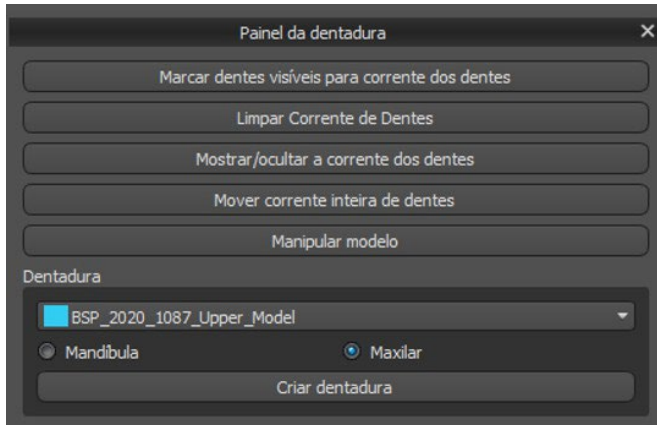 Painel da dentadura
Marcar dentes visíveis para corrente dos dentes
Limpar Corrente de Dentes
Mostrar/ocultar a corrente dos dentes
Mover corrente inteira de dentes
Manipular modelo
Dentadura
BSP_2020_1087_Upper_Model
Mandíbula Maxilar
Criar dentadura